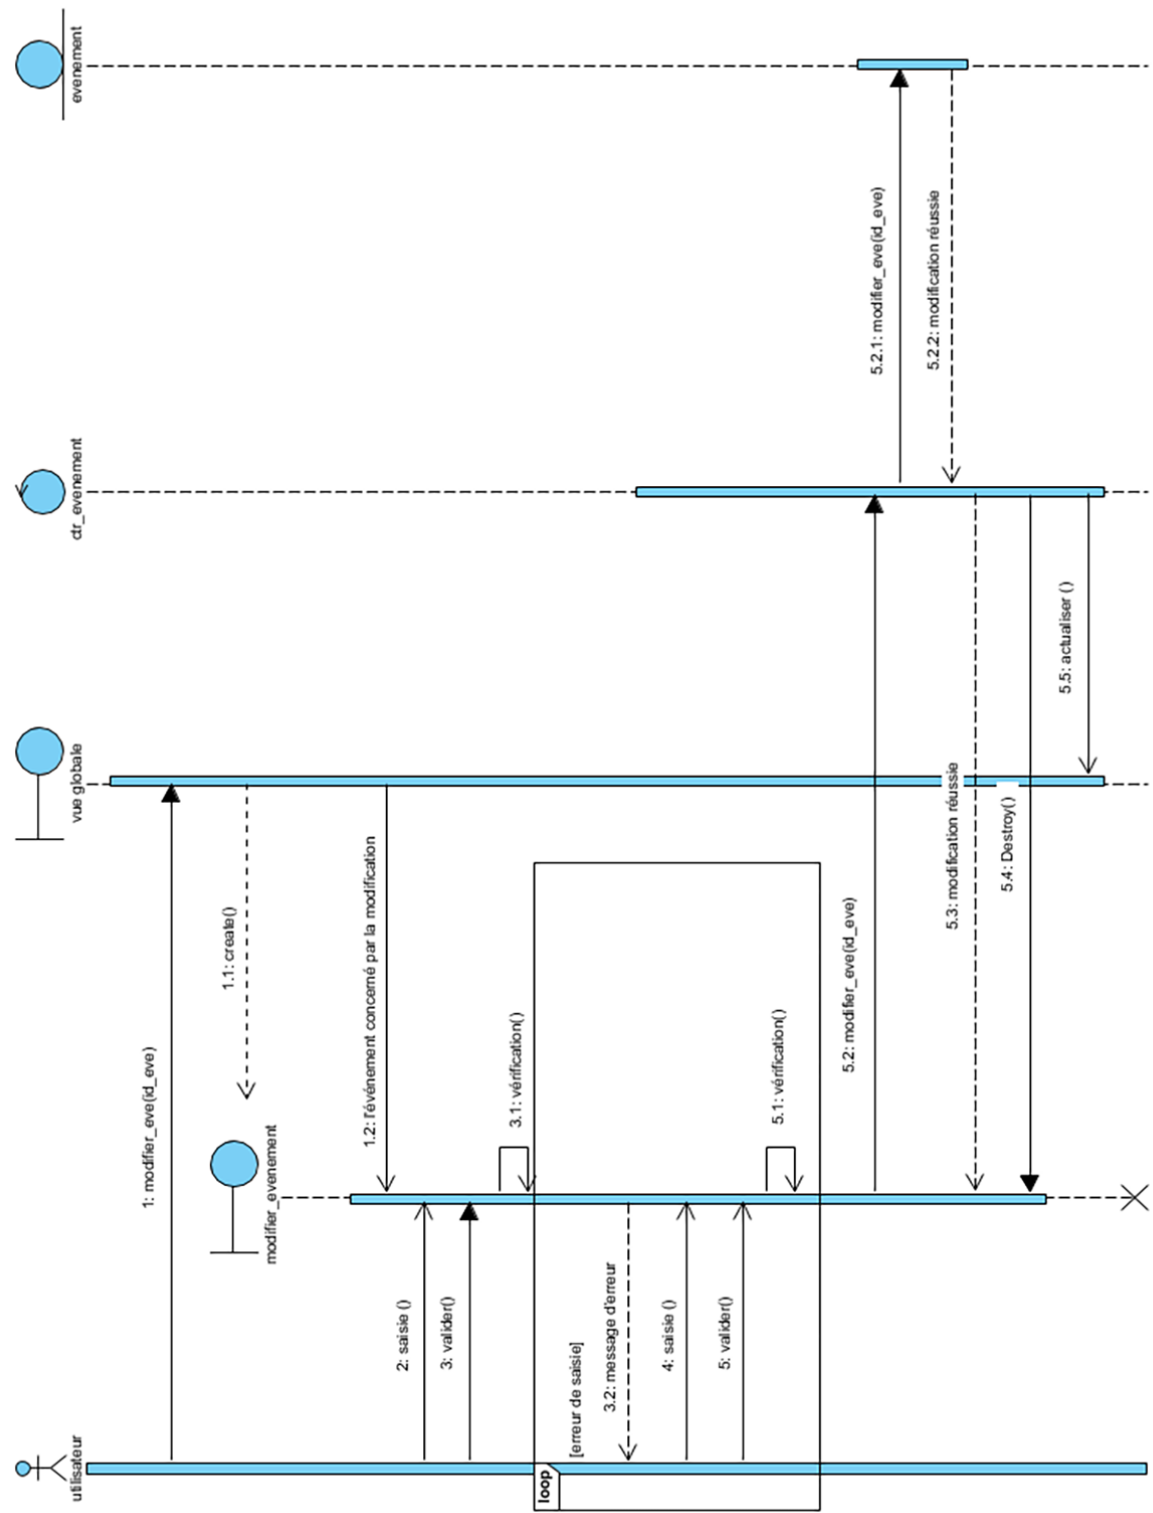 utilisateur
modifier_evenement
vue globale
ctr_evenement
evenement
1: modifier_eve(id_eve)
1.1: create()
1.2: l'événement concerné par la modification
2: saisie ()
3: valider()
3.1: vérification()
loop
[erreur de saisie]
3.2: message d'erreur
4: saisie ()
5: valider()
5.1: vérification()
5.2: modifier_eve(id_eve)
5.2.1: modifier_eve(id_eve)
5.2.2: modification réussie
5.3: modification réussie
5.4: Destroy()
5.5: actualiser ()